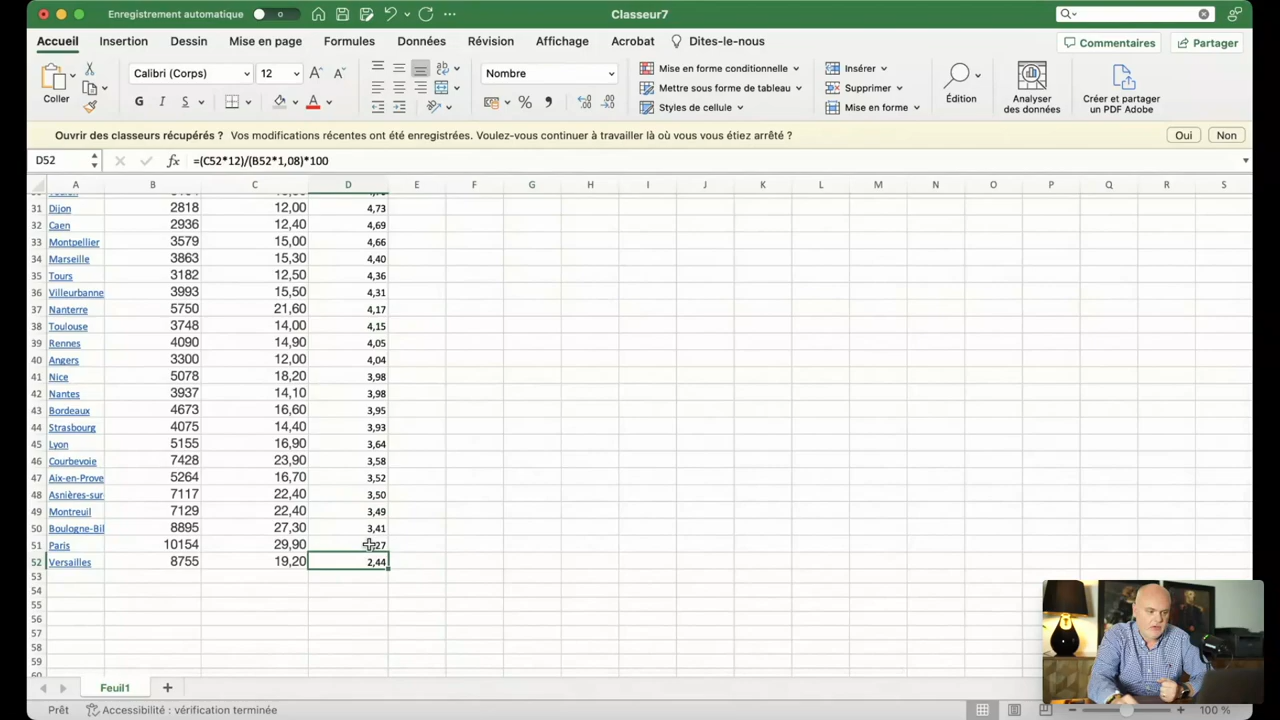 Enregistrement automatique
Classeur7
Accueil Insertion Dessin Mise en page Formules Données Révision Affichage Acrobat Dites-le-nous Commentaires Partager
Coller Calibri (Corps) 12 Nombre
G I S
% 
Mise en forme conditionnelle
Mettre sous forme de tableau
Styles de cellule
Insérer
Supprimer
Mise en forme
Édition
Analyser des données
Créer et partager un PDF Adobe
Ouvrir des classeurs récupérés ? Vos modifications récentes ont été enregistrées. Voulez-vous continuer à travailler là où vous vous étiez arrêté ? Oui Non
D52 fx =(C52*12)/(B52*1,08)*100
A B C D E F G H I J K L M N O P Q R S
31 Dijon 2818 12,00 4,73
32 Caen 2936 12,40 4,69
33 Montpellier 3579 15,00 4,66
34 Marseille 3863 15,30 4,40
35 Tours 3182 12,50 4,36
36 Villeurbanne 3993 15,50 4,31
37 Nanterre 5750 21,60 4,17
38 Toulouse 3748 14,00 4,15
39 Rennes 4090 14,90 4,05
40 Angers 3300 12,00 4,04
41 Nice 5078 18,20 3,98
42 Nantes 3937 14,10 3,98
43 Bordeaux 4673 16,60 3,95
44 Strasbourg 4075 14,40 3,93
45 Lyon 5155 16,90 3,64
46 Courbevoie 7428 23,90 3,58
47 Aix-en-Prove 5264 16,70 3,52
48 Asnières-sur- 7117 22,40 3,50
49 Montreuil 7129 22,40 3,49
50 Boulogne-Bil 8895 27,30 3,41
51 Paris 10154 29,90 27
52 Versailles 8755 19,20 2,44
53
54
55
56
57
58
59
Feuil1
Prêt Accessibilité : vérification terminée 100 %